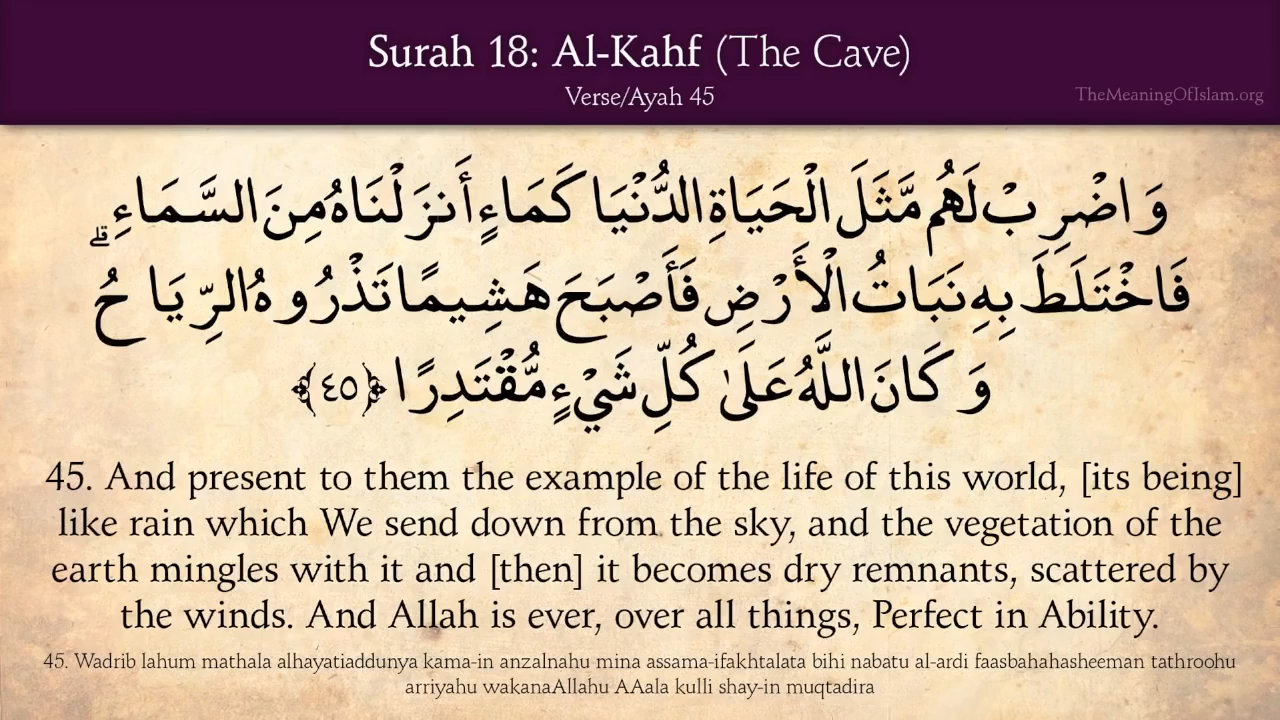 Surah 18: Al-Kahf (The Cave)
Verse/Ayah 45
TheMeaningOfIslam.org
وَاضْرِبْ لَهُم مَّثَلَ الْحَيَاةِ الدُّنْيَا كَمَاءٍ أَنزَلْنَاهُ مِنَ السَّمَاءِ ۗ
فَاخْتَلَطَ بِهِ نَبَاتُ الْأَرْضِ فَأَصْبَحَ هَشِيمًا تَذْرُوهُ الرِّيَاحُ
وَكَانَ اللَّهُ عَلَىٰ كُلِّ شَيْءٍ مُّقْتَدِرًا ﴿٤٥﴾
45. And present to them the example of the life of this world, [its being]
like rain which We send down from the sky, and the vegetation of the
earth mingles with it and [then] it becomes dry remnants, scattered by
the winds. And Allah is ever, over all things, Perfect in Ability.
45. Wadrib lahum mathala alhayatiaddunya kama-in anzalnahu mina assama-ifakhtalata bihi nabatu al-ardi faasbahahasheeman tathroohu
arriyahu wakanaAllahu AAala kulli shay-in muqtadira